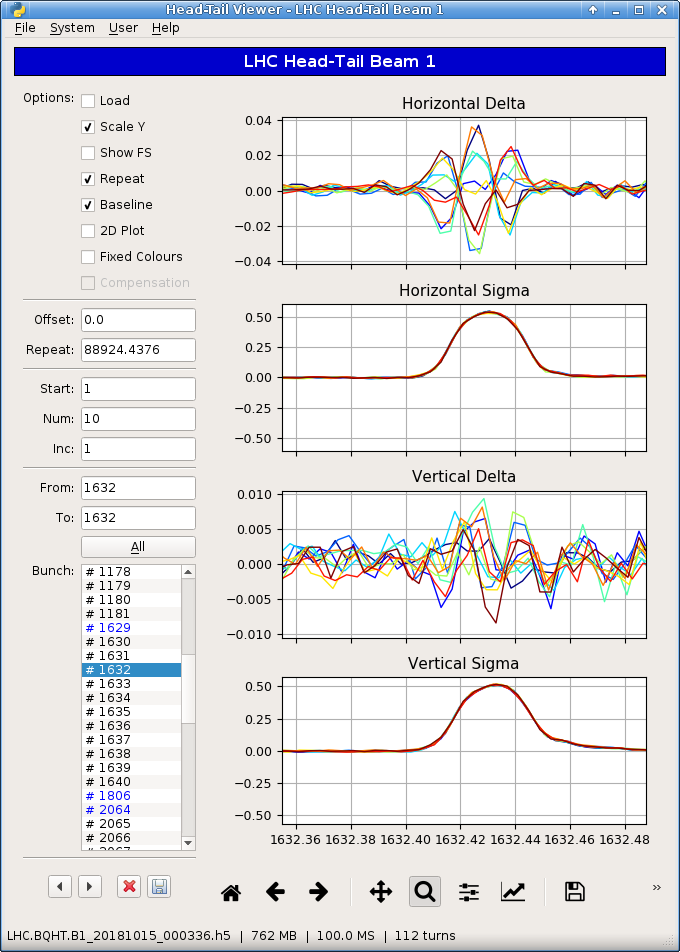 Head-Tail Viewer - LHC Head-Tail Beam 1
File System User Help
LHC Head-Tail Beam 1
Options:
Load
Scale Y
Show FS
Repeat
Baseline
2D Plot
Fixed Colours
Compensation
Offset: 0.0
Repeat: 88924.4376
Start: 1
Num: 10
Inc: 1
From: 1632
To: 1632
All
Bunch:
# 1178
# 1179
# 1180
# 1181
# 1629
# 1630
# 1631
# 1632
# 1633
# 1634
# 1635
# 1636
# 1637
# 1638
# 1639
# 1640
# 1806
# 2064
# 2065
# 2066
# 2067
Horizontal Delta
0.04
0.02
0.00
−0.02
−0.04
Horizontal Sigma
0.50
0.25
0.00
−0.25
−0.50
Vertical Delta
0.010
0.005
0.000
−0.005
−0.010
Vertical Sigma
0.50
0.25
0.00
−0.25
−0.50
1632.36 1632.38 1632.40 1632.42 1632.44 1632.46 1632.48
»
LHC.BQHT.B1_20181015_000336.h5 | 762 MB | 100.0 MS | 112 turns